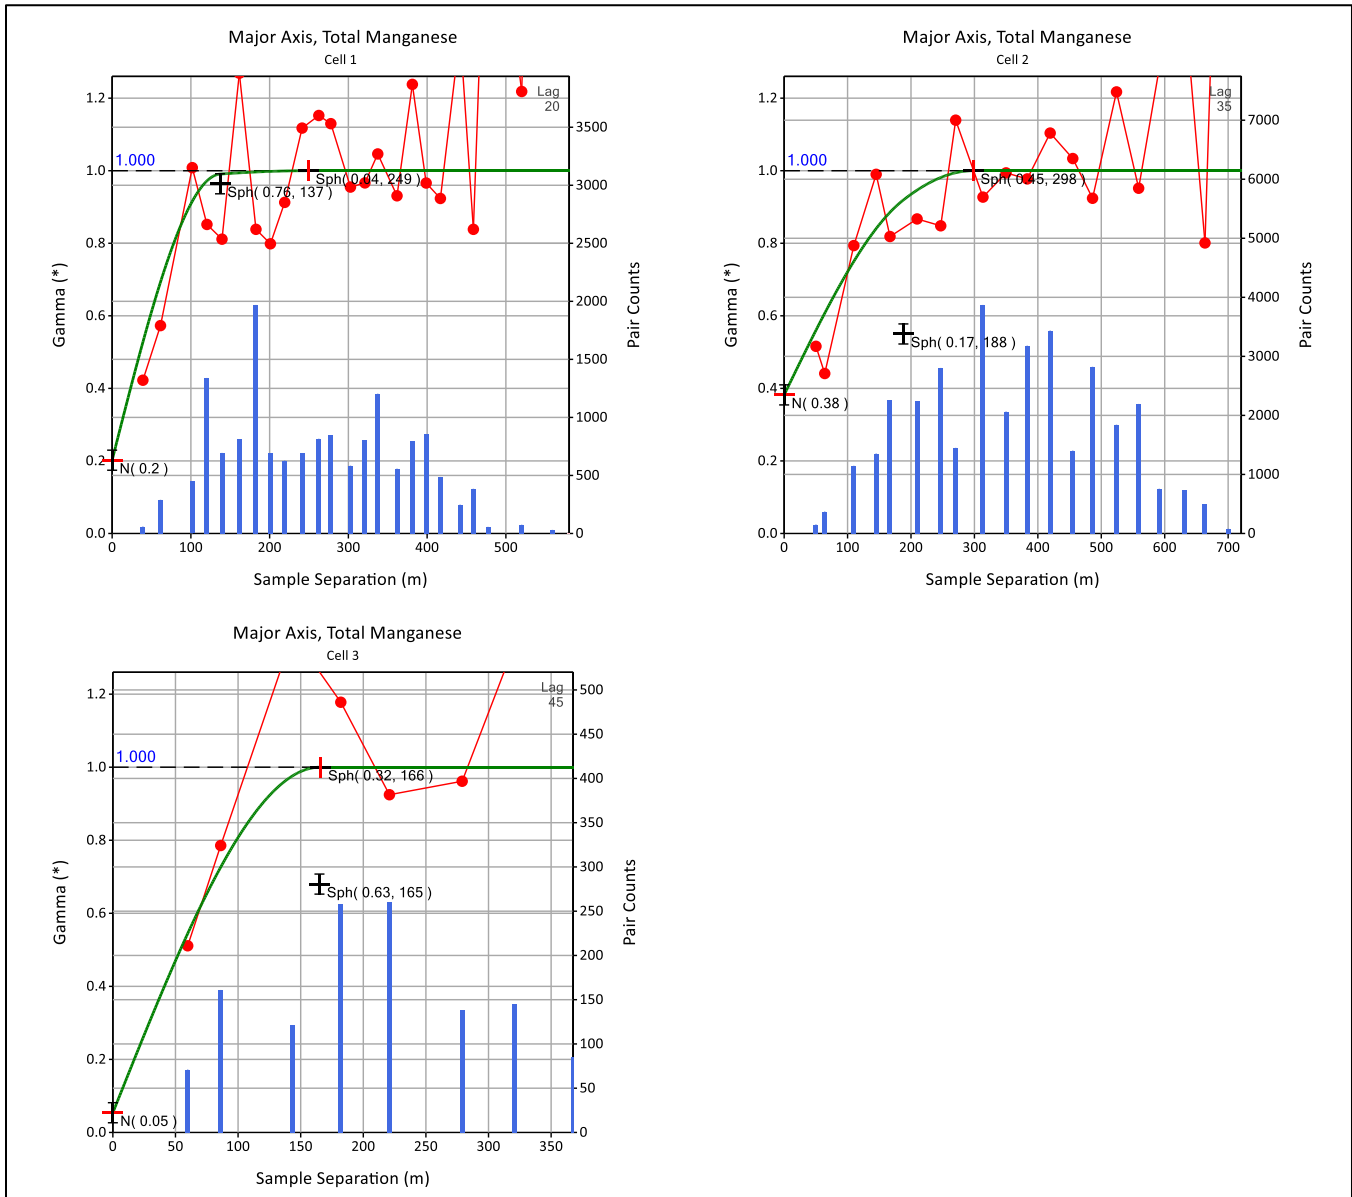 Major Axis, Total Manganese
Cell 1
Lag
20
1.2
1.0
0.8
0.6
0.4
0.2
0.0
1.000
Sph( 0.76, 137 )
Sph( 0.04, 249 )
N( 0.2 )
3500
3000
2500
2000
1500
1000
500
0
0 100 200 300 400 500
Gamma (*)
Pair Counts
Sample Separation (m)
Major Axis, Total Manganese
Cell 2
Lag
35
1.2
1.0
0.8
0.6
0.4
0.2
0.0
1.000
Sph( 0.45, 298 )
Sph( 0.17, 188 )
N( 0.38 )
7000
6000
5000
4000
3000
2000
1000
0
0 100 200 300 400 500 600 700
Gamma (*)
Pair Counts
Sample Separation (m)
Major Axis, Total Manganese
Cell 3
Lag
45
1.2
1.0
0.8
0.6
0.4
0.2
0.0
1.000
Sph( 0.32, 166 )
Sph( 0.63, 165 )
N( 0.05 )
500
450
400
350
300
250
200
150
100
50
0
0 50 100 150 200 250 300 350
Gamma (*)
Pair Counts
Sample Separation (m)